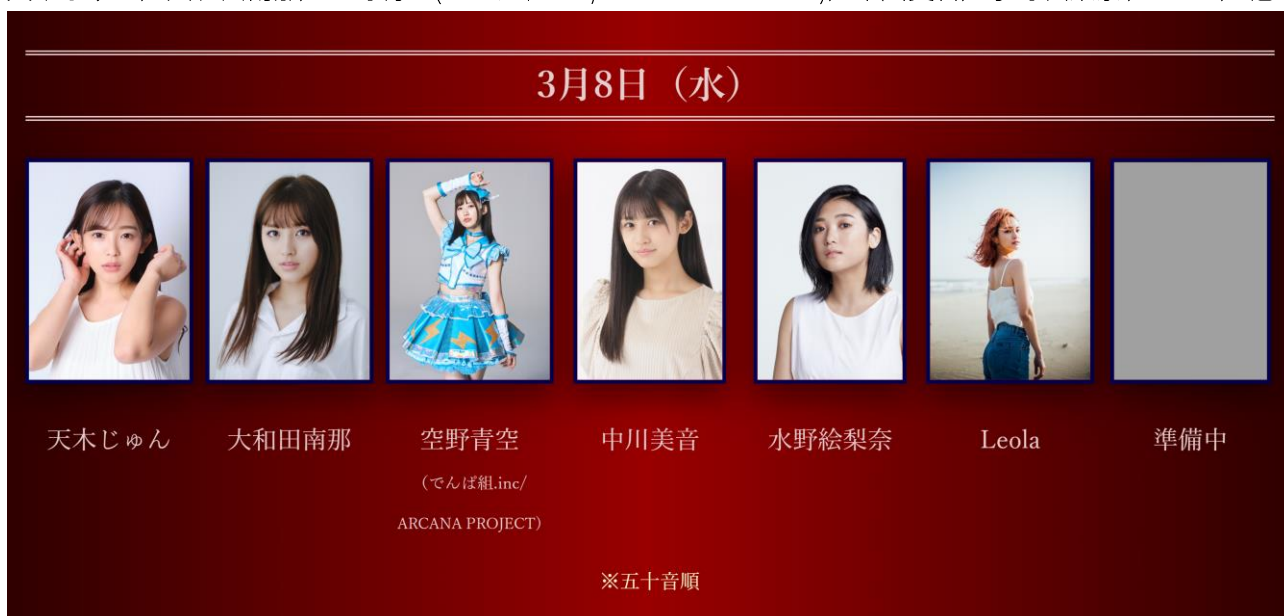 3月8日（水）
天木じゅん
大和田南那
空野青空
（でんぱ組.inc/
ARCANA PROJECT）
中川美音
水野絵梨奈
Leola
準備中
※五十音順